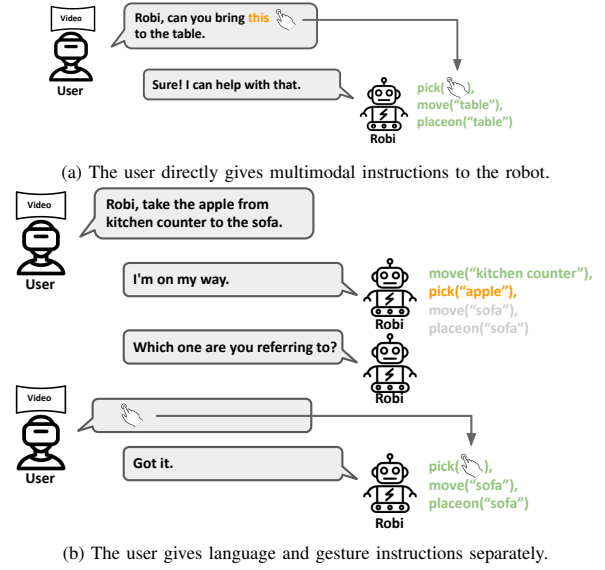 Video
Robi, can you bring this
to the table.
User
Sure! I can help with that.
pick( ),
move(“table”),
placeon(“table”)
Robi
(a) The user directly gives multimodal instructions to the robot.
Video
Robi, take the apple from
kitchen counter to the sofa.
User
I'm on my way.
move(“kitchen counter”),
pick(“apple”),
move(“sofa”)
placeon(“sofa”)
Robi
Which one are you referring to?
Robi
Video
User
Got it.
pick( ),
move(“sofa”),
placeon(“sofa”)
Robi
(b) The user gives language and gesture instructions separately.